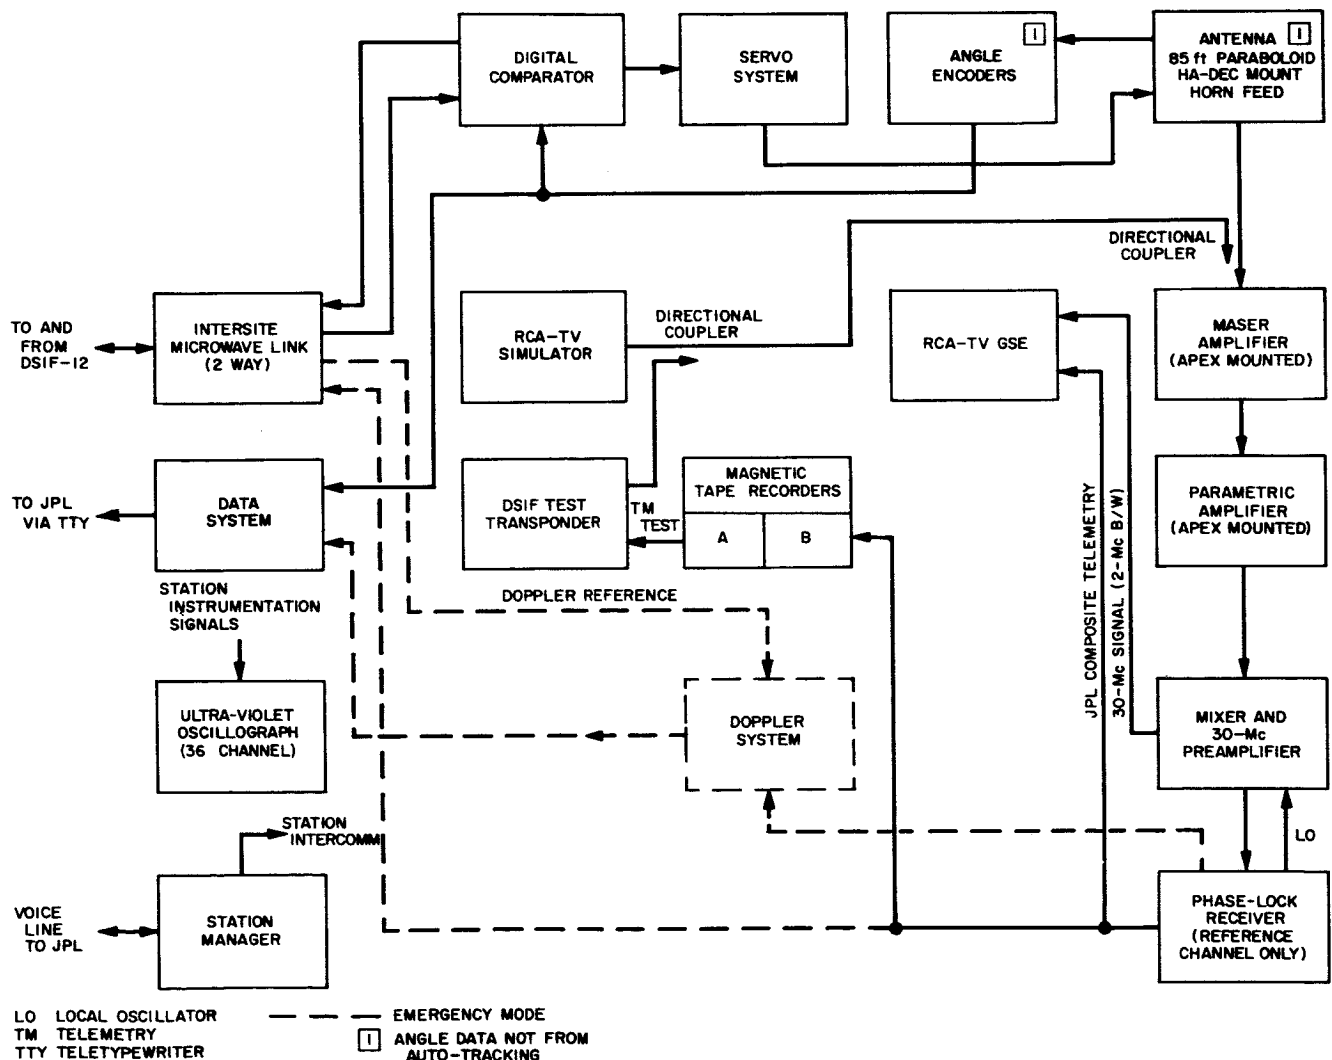 DIGITAL
COMPARATOR
SERVO
SYSTEM
ANGLE
ENCODERS
1
ANTENNA 1
85 ft PARABOLOID
HA-DEC MOUNT
HORN FEED
DIRECTIONAL
COUPLER
TO AND
FROM
DSIF-12
INTERSITE
MICROWAVE LINK
(2 WAY)
RCA-TV
SIMULATOR
DIRECTIONAL
COUPLER
RCA-TV GSE
MASER
AMPLIFIER
(APEX MOUNTED)
TO JPL
VIA TTY
DATA
SYSTEM
DSIF TEST
TRANSPONDER
TM
TEST
MAGNETIC
TAPE RECORDERS
A B
JPL COMPOSITE TELEMETRY
30-Mc SIGNAL (2-Mc B/W)
PARAMETRIC
AMPLIFIER
(APEX MOUNTED)
STATION
INSTRUMENTATION
SIGNALS
DOPPLER REFERENCE
ULTRA-VIOLET
OSCILLOGRAPH
(36 CHANNEL)
DOPPLER
SYSTEM
MIXER AND
30-Mc
PREAMPLIFIER
STATION
INTERCOMM
LO
VOICE
LINE
TO JPL
STATION
MANAGER
PHASE-LOCK
RECEIVER
(REFERENCE
CHANNEL ONLY)
LO LOCAL OSCILLATOR
TM TELEMETRY
TTY TELETYPEWRITER
EMERGENCY MODE
1 ANGLE DATA NOT FROM
AUTO-TRACKING